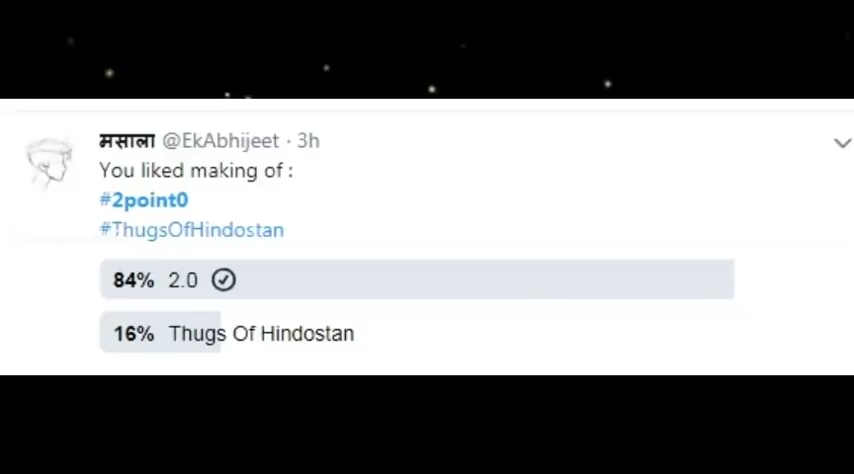 मसाला @EkAbhijeet · 3h
You liked making of :
#2point0
#ThugsOfHindostan
84% 2.0
16% Thugs Of Hindostan